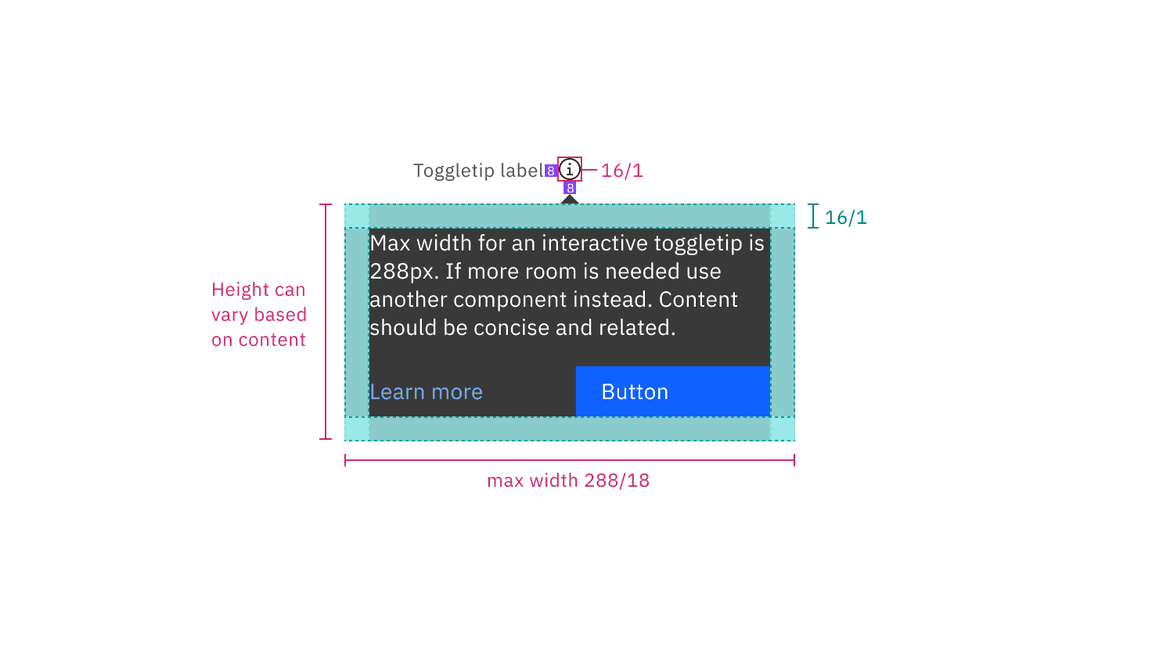 Toggletip label 8 i 16/1
8
16/1
Max width for an interactive toggletip is
288px. If more room is needed use
another component instead. Content
should be concise and related.
Height can
vary based
on content
Learn more
Button
max width 288/18